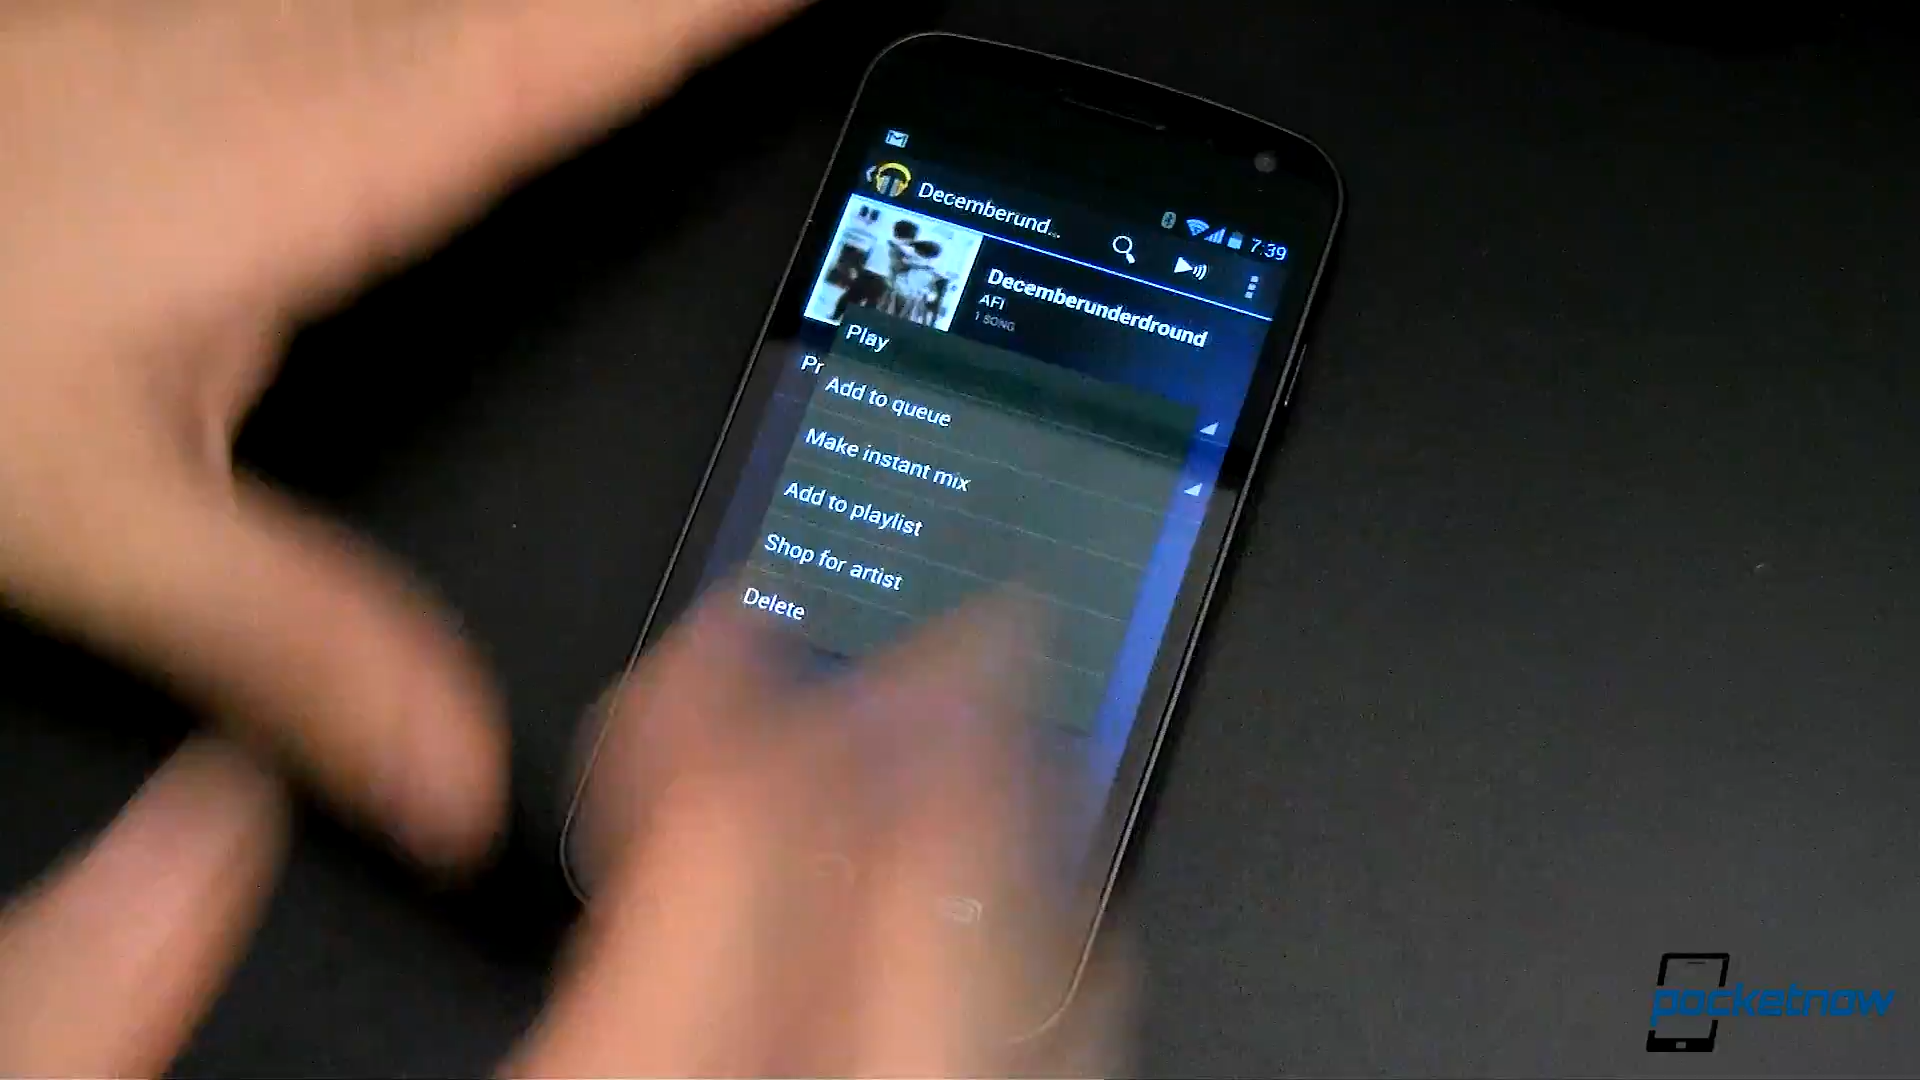 Decemberund...
7:39
Decemberunderdround
AFI
1 SONG
Pr
Play
Add to queue
Make instant mix
Add to playlist
Shop for artist
Delete
pocketnow